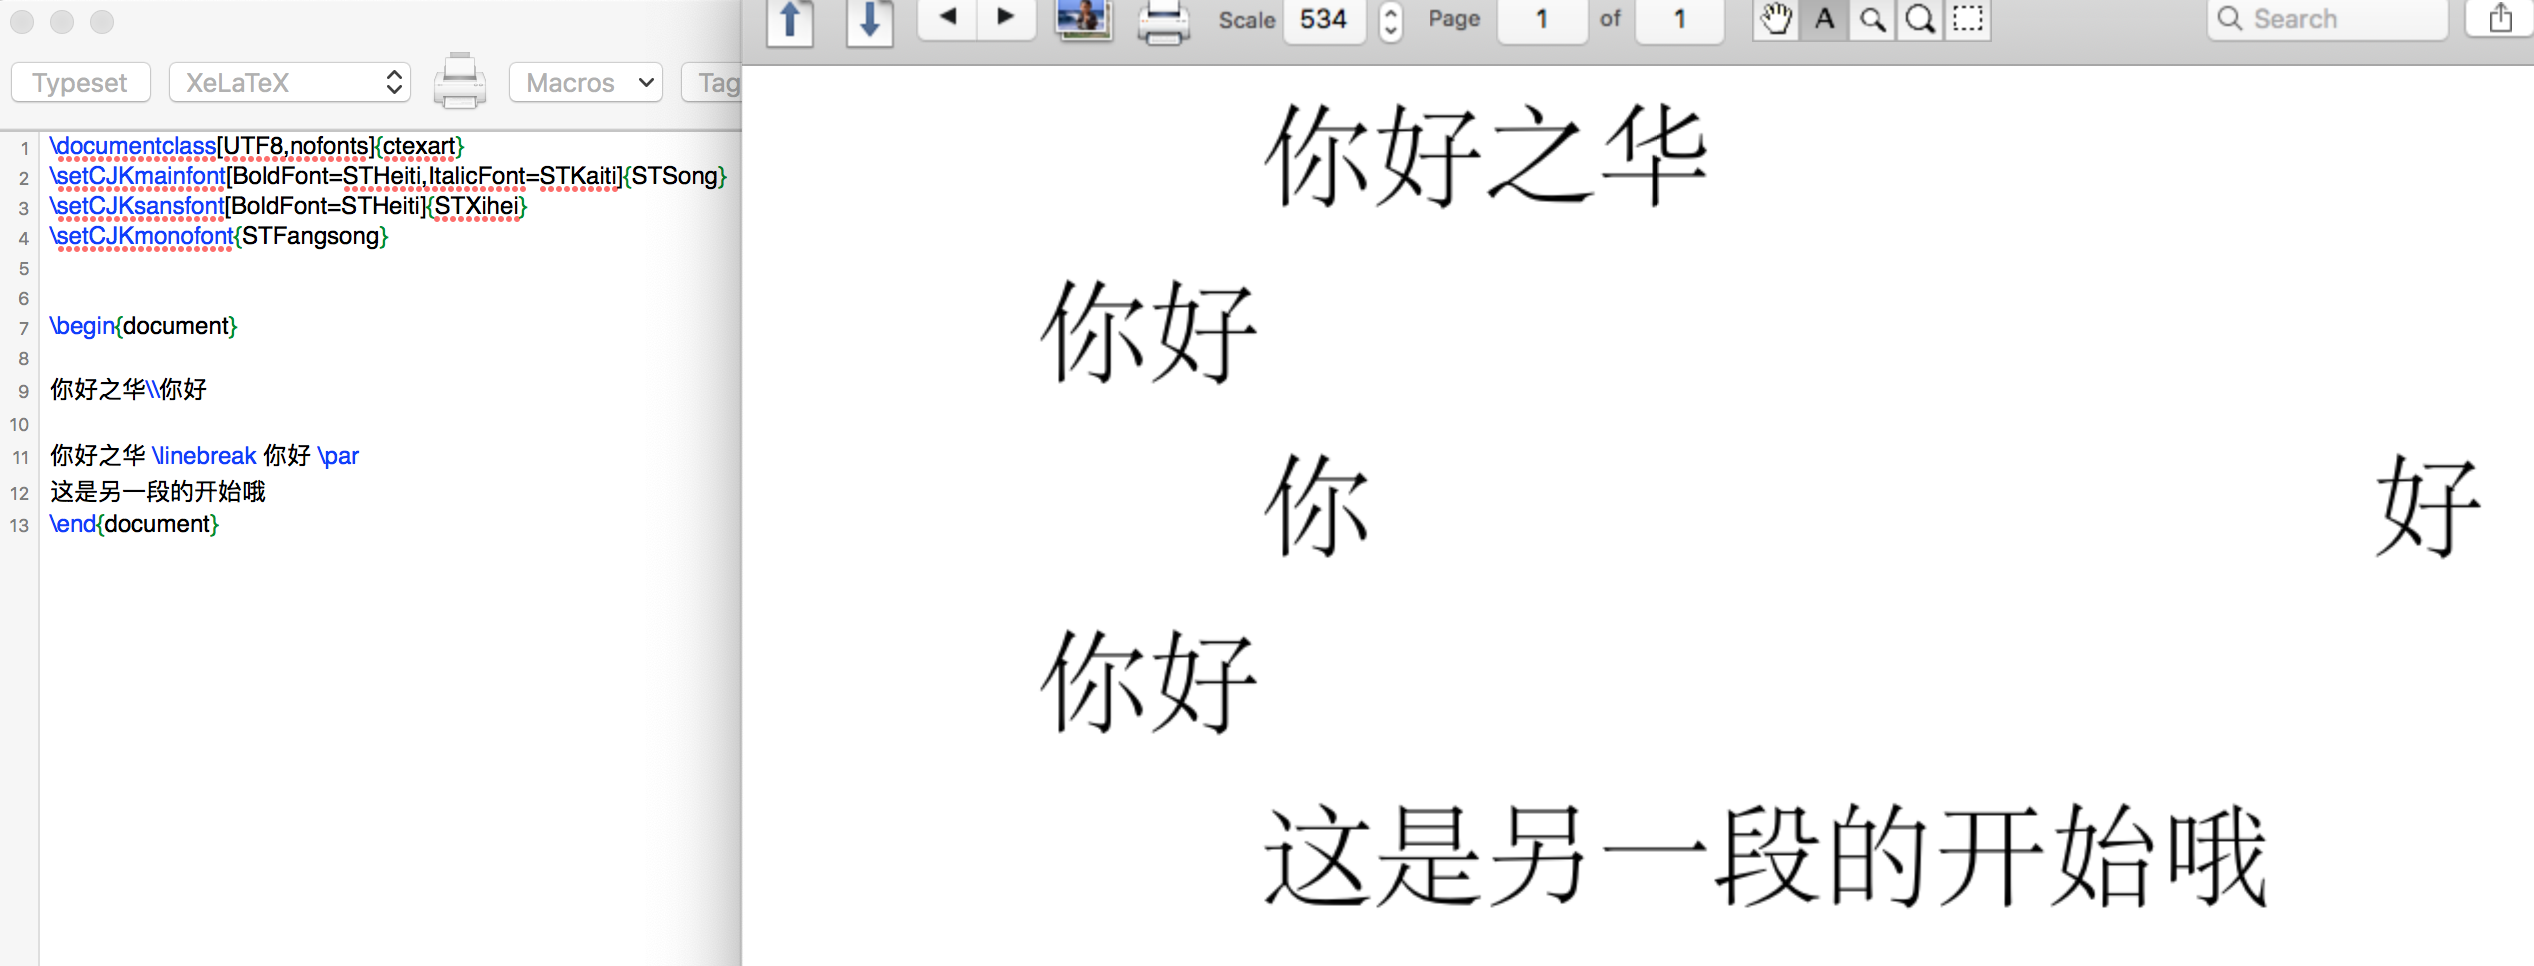 Typeset XeLaTeX Macros Tag
1 \documentclass[UTF8,nofonts]{ctexart}
2 \setCJKmainfont[BoldFont=STHeiti,ItalicFont=STKaiti]{STSong}
3 \setCJKsansfont[BoldFont=STHeiti]{STXihei}
4 \setCJKmonofont{STFangsong}
5
6
7 \begin{document}
8
9 你好之华\\你好
10
11 你好之华 \linebreak 你好 \par
12 这是另一段的开始哦
13 \end{document}
Scale 534 Page 1 of 1 A Search
你好之华
你好
你 好
你好
这是另一段的开始哦